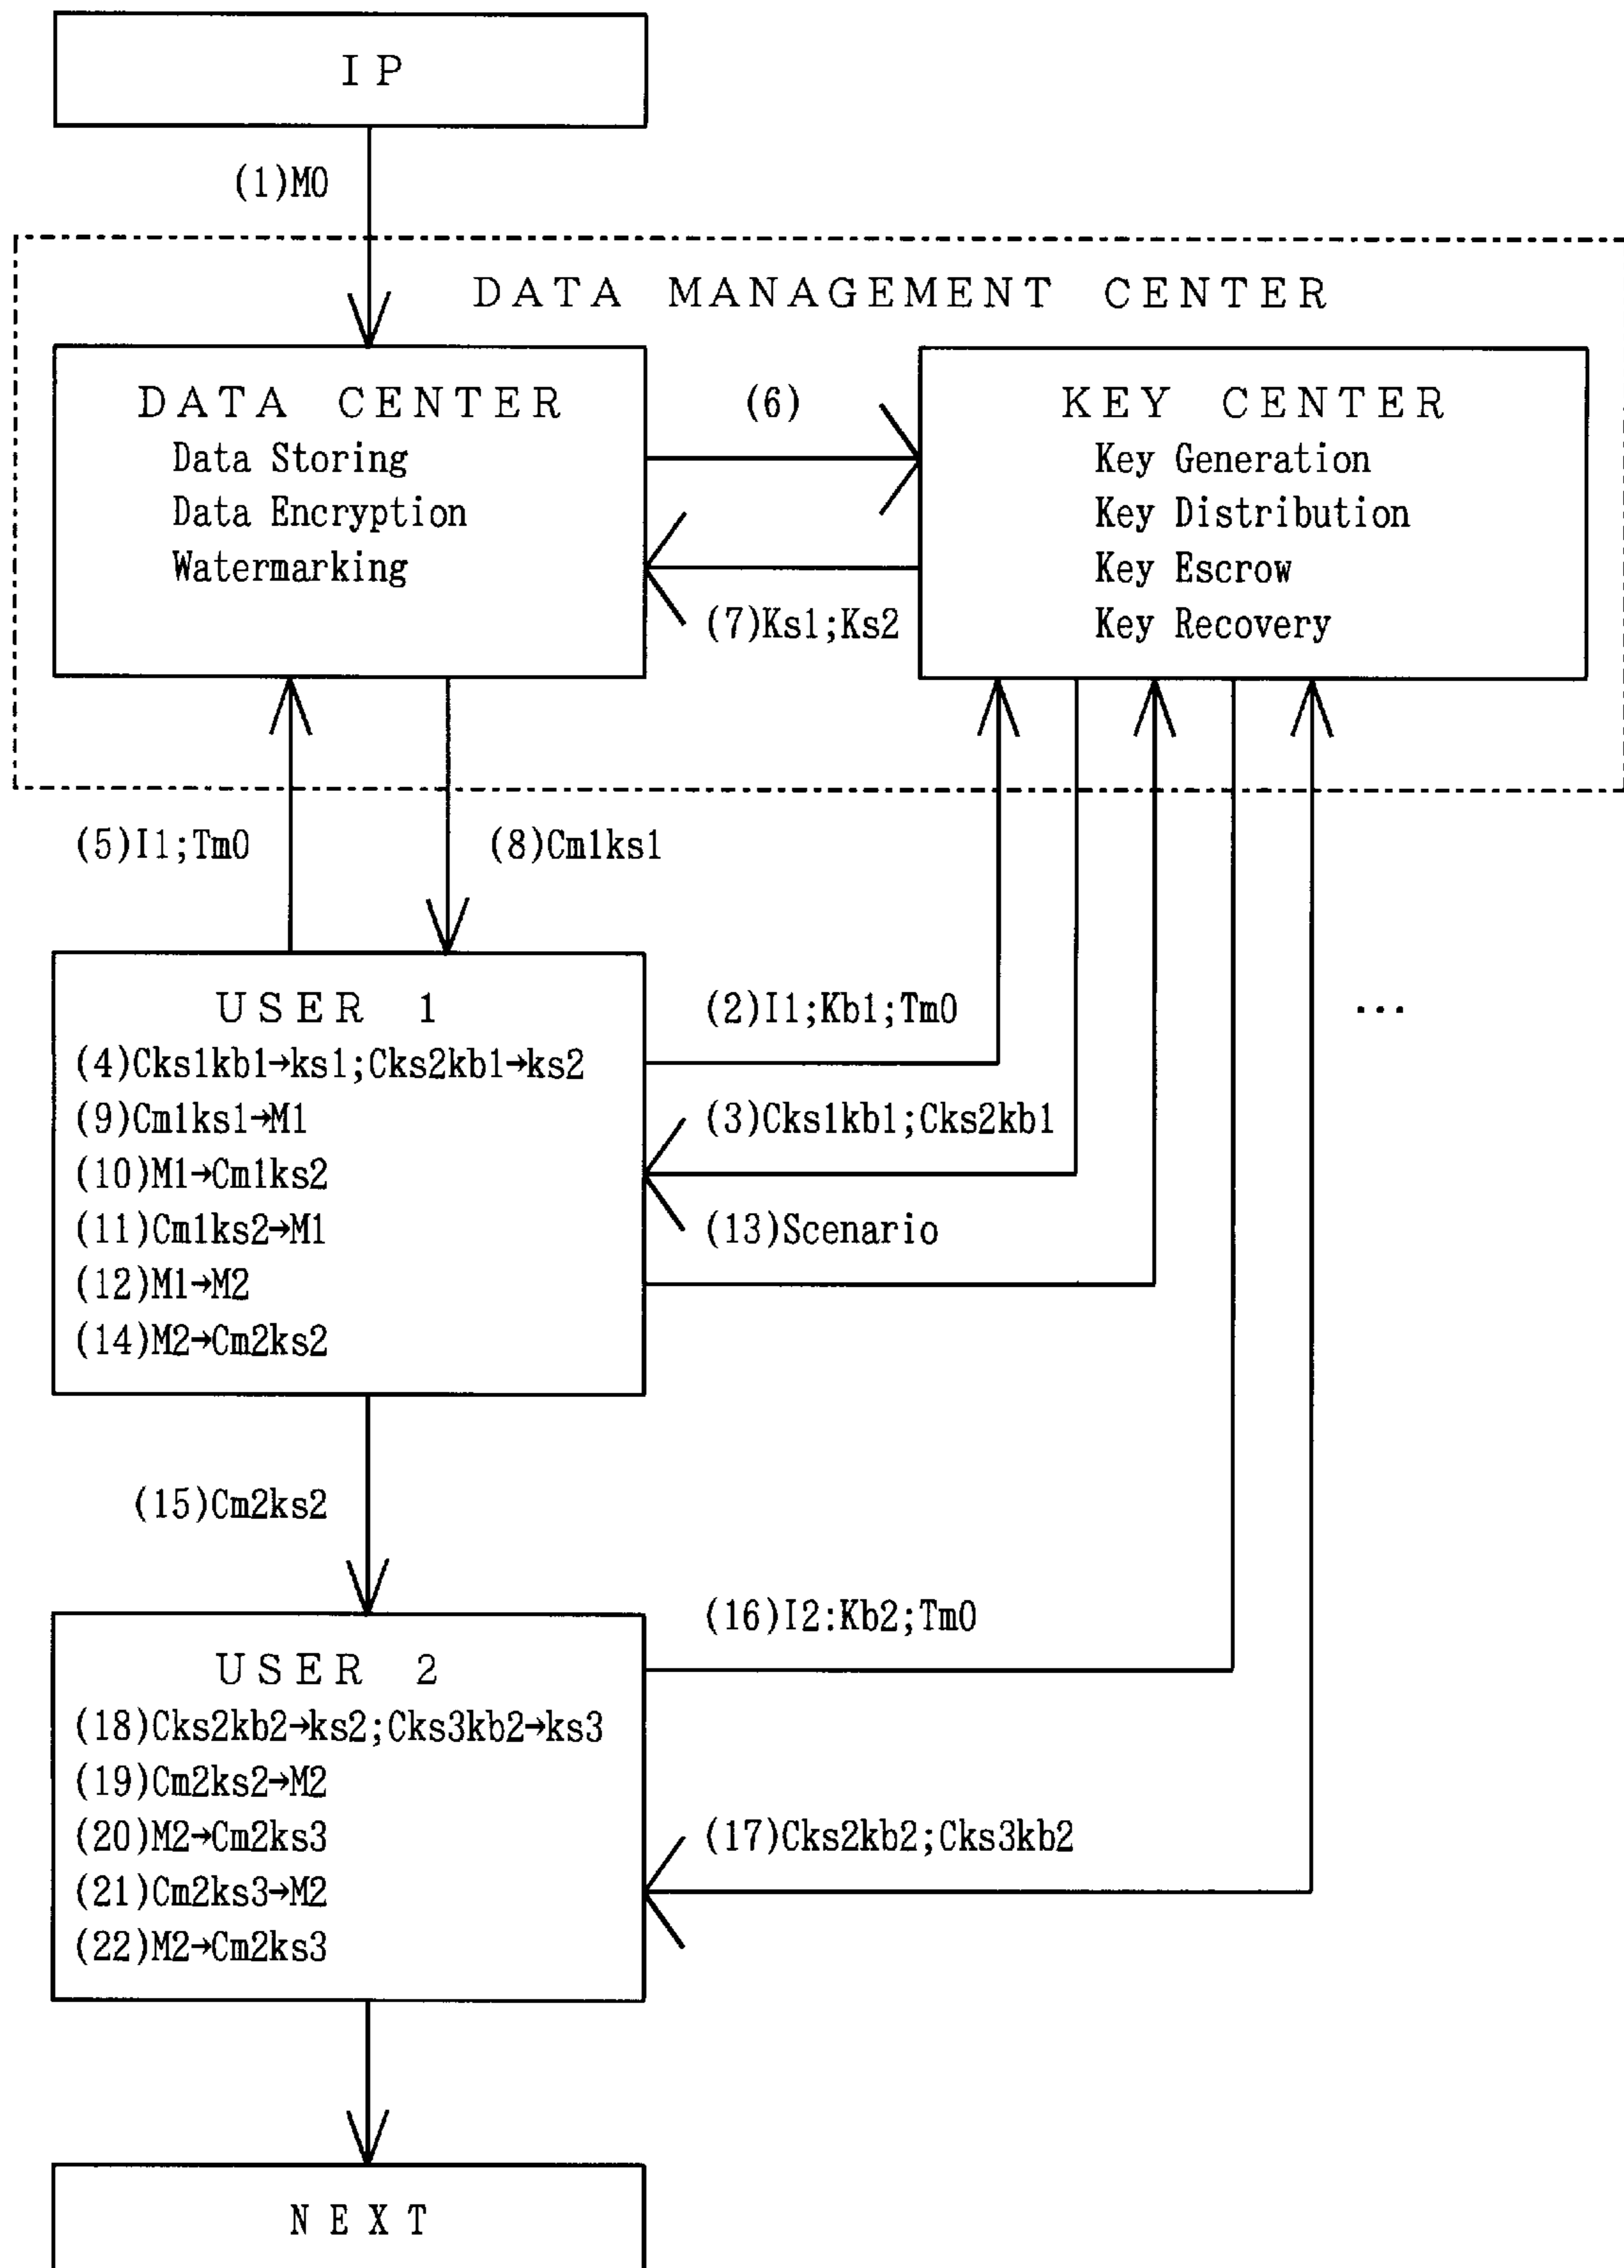 IP
(1)M0
DATA MANAGEMENT CENTER
DATA CENTER
Data Storing
Data Encryption
Watermarking
(6)
(7)Ks1;Ks2
KEY CENTER
Key Generation
Key Distribution
Key Escrow
Key Recovery
(5)I1;Tm0
(8)Cm1ks1
USER 1
(4)Cks1kb1→ks1;Cks2kb1→ks2
(9)Cm1ks1→M1
(10)M1→Cm1ks2
(11)Cm1ks2→M1
(12)M1→M2
(14)M2→Cm2ks2
(2)I1;Kb1;Tm0
(3)Cks1kb1;Cks2kb1
(13)Scenario
...
(15)Cm2ks2
USER 2
(18)Cks2kb2→ks2;Cks3kb2→ks3
(19)Cm2ks2→M2
(20)M2→Cm2ks3
(21)Cm2ks3→M2
(22)M2→Cm2ks3
(16)I2:Kb2;Tm0
(17)Cks2kb2;Cks3kb2
NEXT